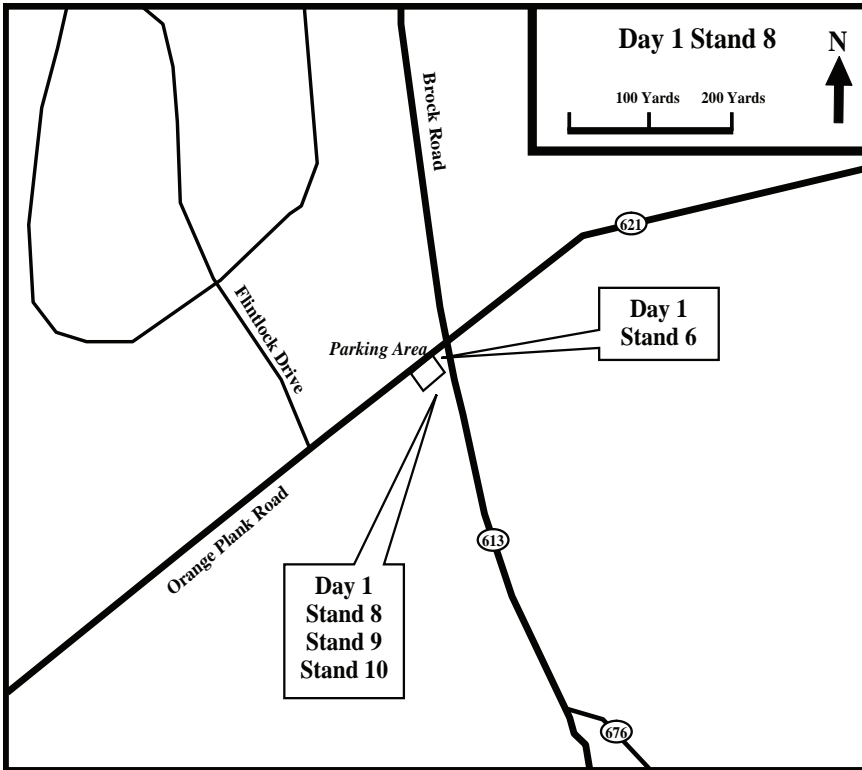 Day 1 Stand 8
N
100 Yards 200 Yards
Brock Road
621
Day 1
Stand 6
Flintlock Drive
Parking Area
Orange Plank Road
613
Day 1
Stand 8
Stand 9
Stand 10
676